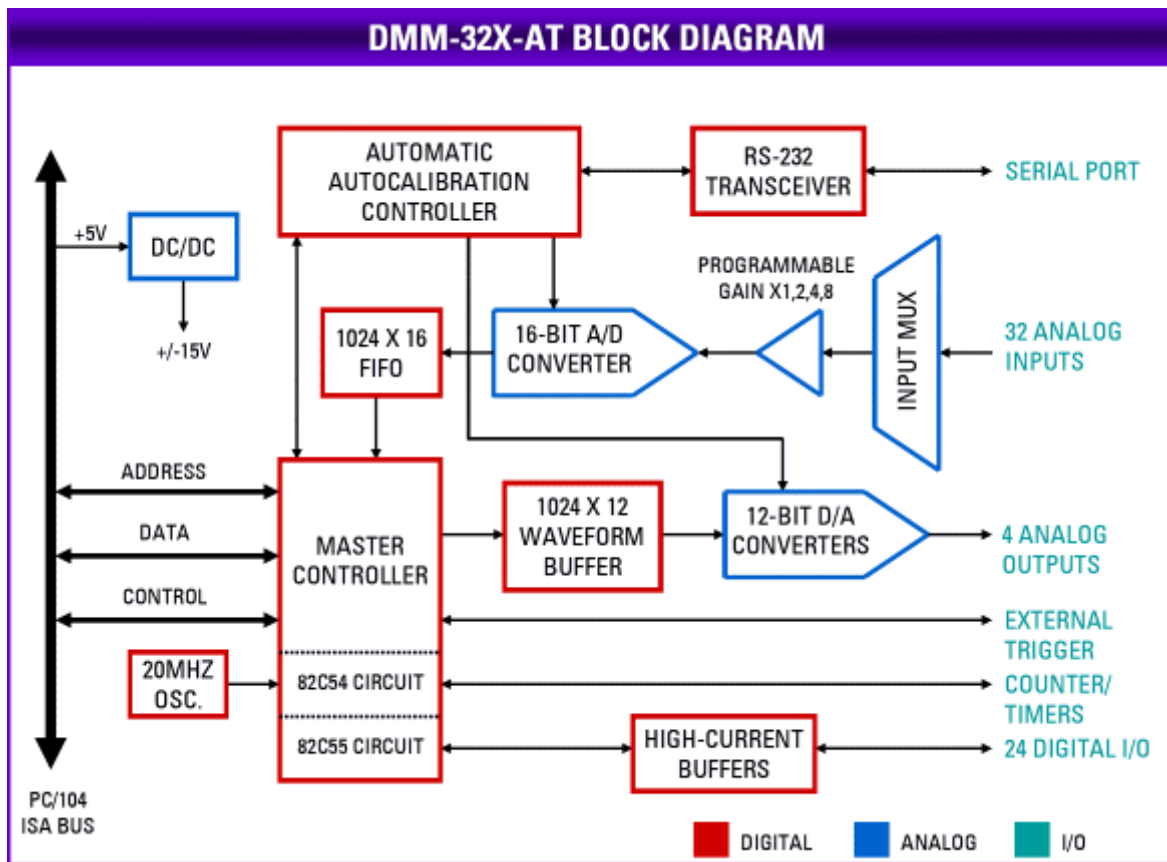 DMM-32X-AT BLOCK DIAGRAM
AUTOMATIC
AUTOCALIBRATION
CONTROLLER
RS-232
TRANSCEIVER
SERIAL PORT
+5V
DC/DC
+/-15V
PROGRAMMABLE
GAIN X1,2,4,8
INPUT MUX
32 ANALOG
INPUTS
1024 X 16
FIFO
16-BIT A/D
CONVERTER
ADDRESS
DATA
CONTROL
MASTER
CONTROLLER
1024 X 12
WAVEFORM
BUFFER
12-BIT D/A
CONVERTERS
4 ANALOG
OUTPUTS
EXTERNAL
TRIGGER
20MHZ
OSC.
82C54 CIRCUIT
COUNTER/
TIMERS
82C55 CIRCUIT
HIGH-CURRENT
BUFFERS
24 DIGITAL I/O
PC/104
ISA BUS
DIGITAL
ANALOG
I/O